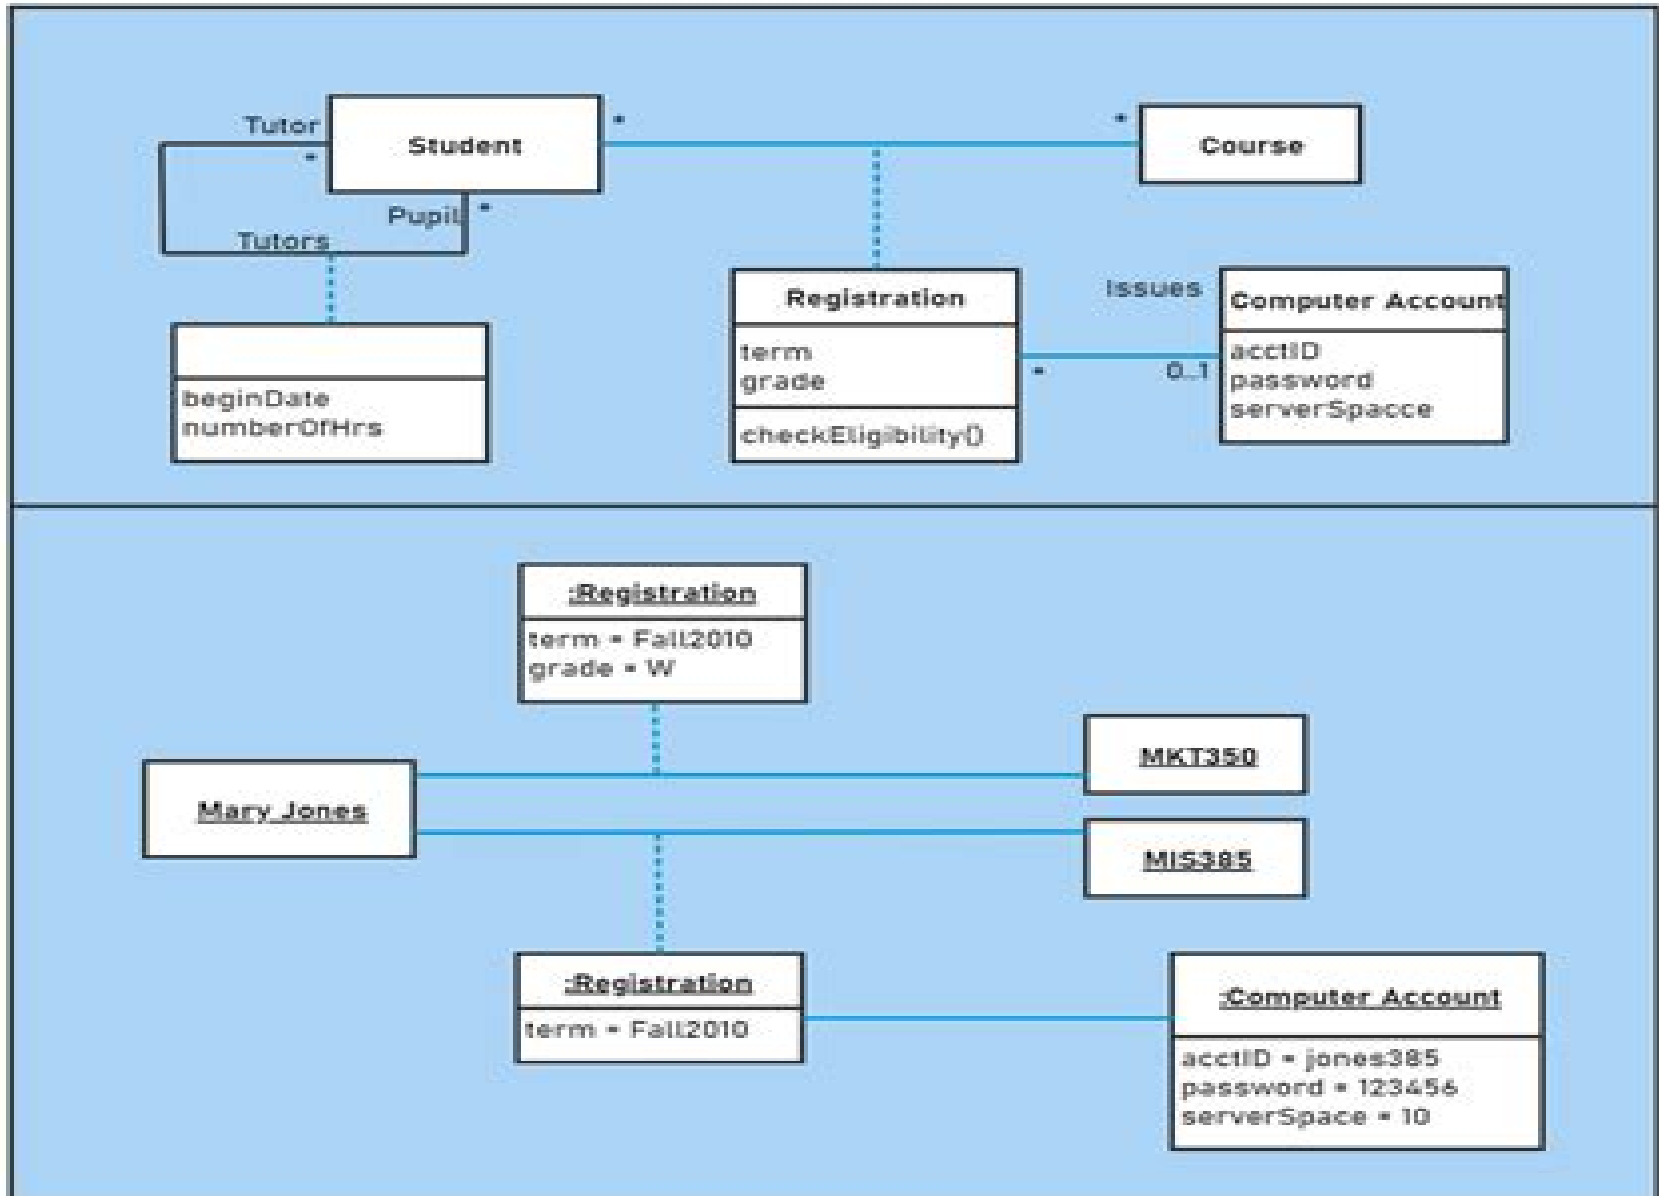 Tutor
*
Student
*
*
Course
Pupil
*
Tutors
beginDate
numberOfHrs
Registration
term
grade
checkEligibility()
Issues
*
0..1
Computer Account
acctID
password
serverSpacce
:Registration
term = Fall2010
grade = W
Mary Jones
MKT350
MIS385
:Registration
term = Fall2010
:Computer Account
acctID = jones385
password = 123456
serverSpace = 10